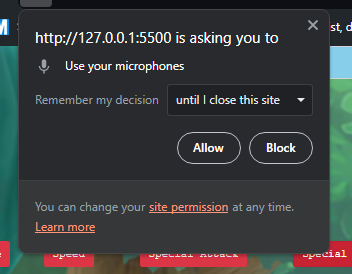 http://127.0.0.1:5500 is asking you to
Use your microphones
Remember my decision
until I close this site
Allow
Block
You can change your site permission at any time.
Learn more
Speed
Special Attack
Special